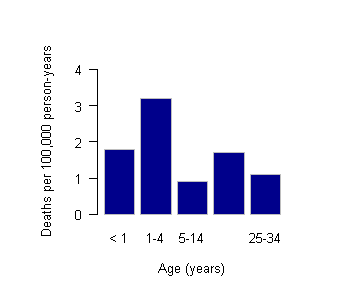 Deaths per 100,000 person-years
4
3
2
1
0
< 1 1-4 5-14 25-34
Age (years)